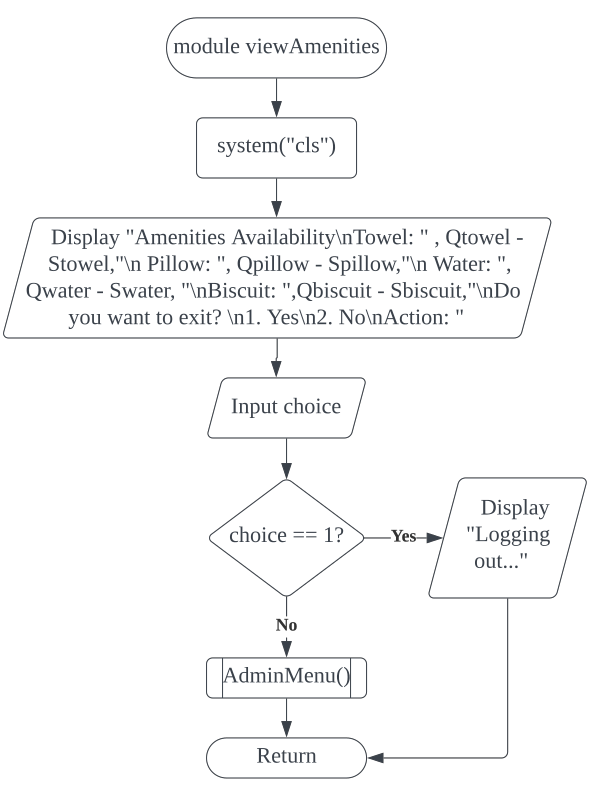 module viewAmenities
system("cls")
Display "Amenities Availability\nTowel: " , Qtowel -
Stowel,"\n Pillow: ", Qpillow - Spillow,"\n Water: ",
Qwater - Swater, "\nBiscuit: ",Qbiscuit - Sbiscuit,"\nDo
you want to exit? \n1. Yes\n2. No\nAction: "
Input choice
choice == 1?
Yes
Display
"Logging
out..."
No
AdminMenu()
Return